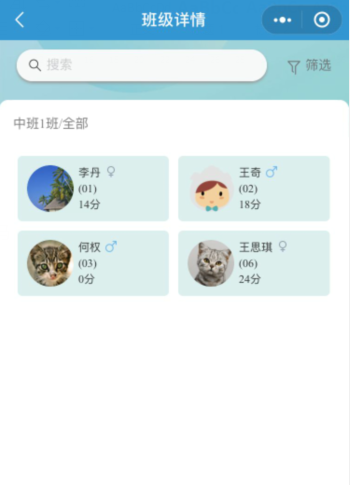 班级详情
搜索
筛选
中班1班/全部
李丹♀
(01)
14分
王奇♂
(02)
18分
何权♂
(03)
0分
王思琪♀
(06)
24分